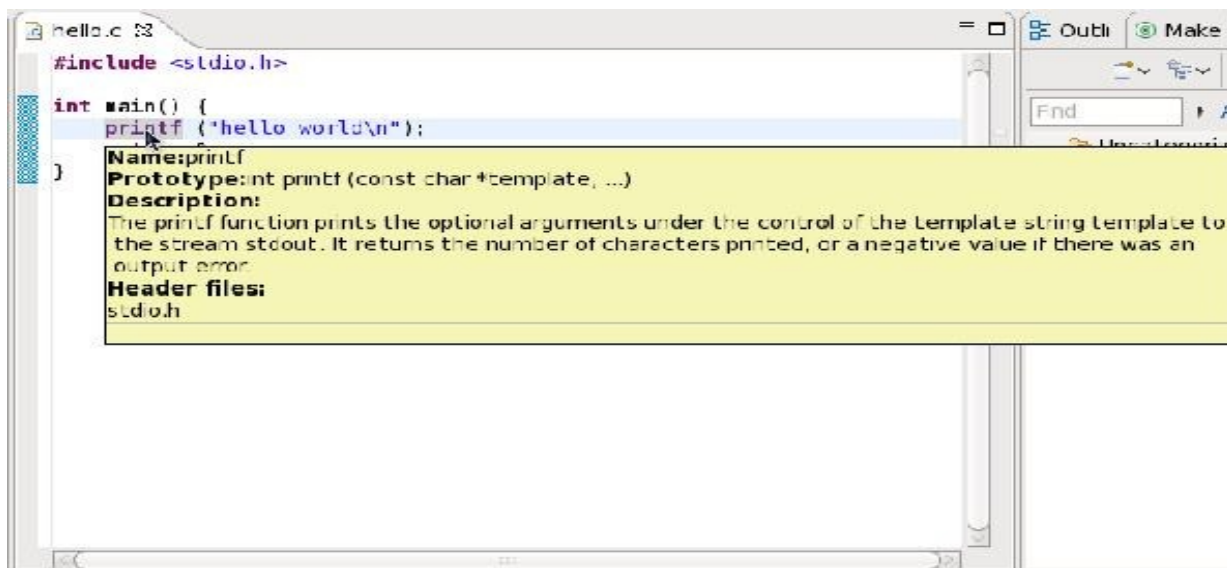 hello.c
Outli
Make
#include <stdio.h>
int main() {
printf ("hello world\n");
}
Find
Name:printf
Prototype:int printf (const char *template, ...)
Description:
The printf function prints the optional arguments under the control of the template string template to
the stream stdout. It returns the number of characters printed, or a negative value if there was an
output error.
Header files:
stdio.h